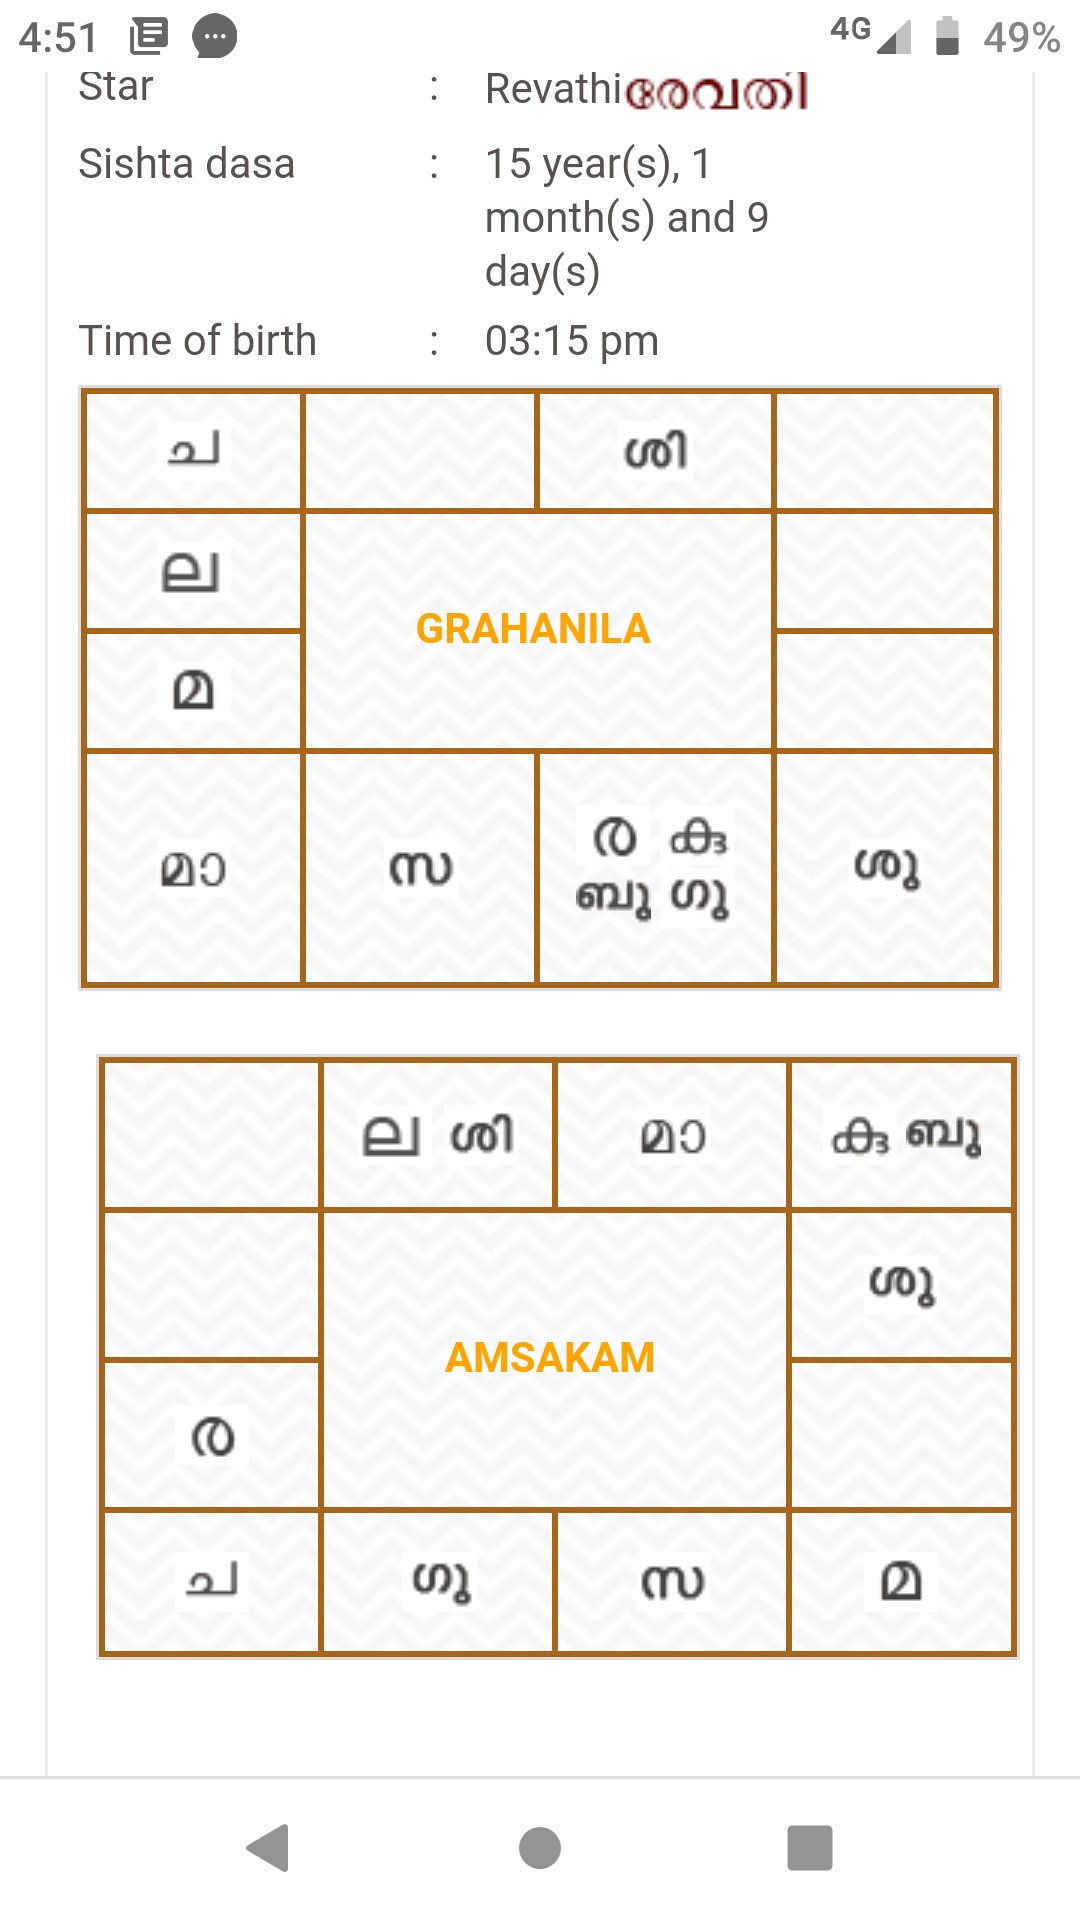 4:51 4G 49%
Star : Revathi രേവതി
Sishta dasa : 15 year(s), 1
month(s) and 9
day(s)
Time of birth : 03:15 pm
ച ശി
ല
GRAHANILA
മ
മാ സ ര കു ശു
ബു ഗു
ല ശി മാ കു ബു
ശു
AMSAKAM
ര
ച ഗു സ മ